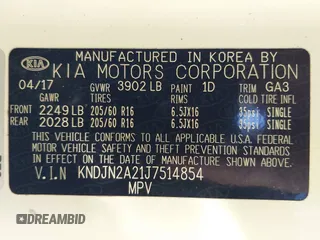 MANUFACTURED IN KOREA BY
KIA KIA MOTORS CORPORATION
04/17 GVWR 3902 LB PAINT 1D TRIM GA3
GAWR TIRES RIMS COLD TIRE INF.
FRONT 2249 LB 205/60 R16 6.5JX16 35psi SINGLE
REAR 2028 LB 205/60 R16 6.5JX16 35psi SINGLE
THIS VEHICLE CONFORMS TO ALL APPLICABLE U.S.A. FEDERAL
MOTOR VEHICLE SAFETY AND THEFT PREVENTION STANDARDS IN
EFFECT ON THE DATE OF MANUFACTURE SHOWN ABOVE.
V.I.N KNDJN2A21J7514854
MPV
DREAMBID